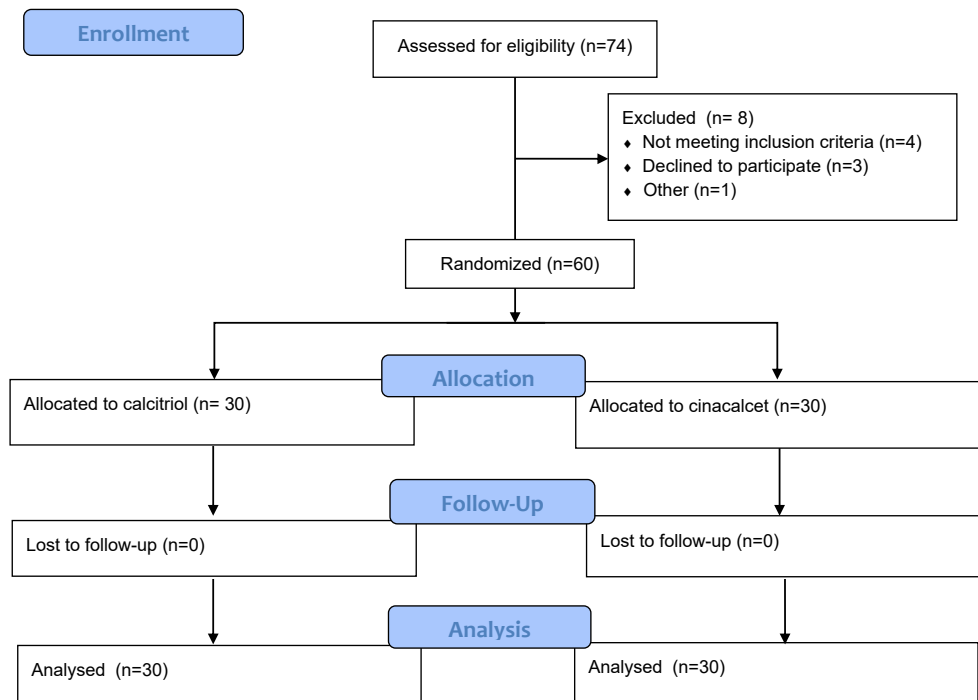 Enrollment
Assessed for eligibility (n=74)
Excluded (n= 8)
♦ Not meeting inclusion criteria (n=4)
♦ Declined to participate (n=3)
♦ Other (n=1)
Randomized (n=60)
Allocation
Allocated to calcitriol (n= 30)
Allocated to cinacalcet (n=30)
Follow-Up
Lost to follow-up (n=0)
Lost to follow-up (n=0)
Analysis
Analysed (n=30)
Analysed (n=30)